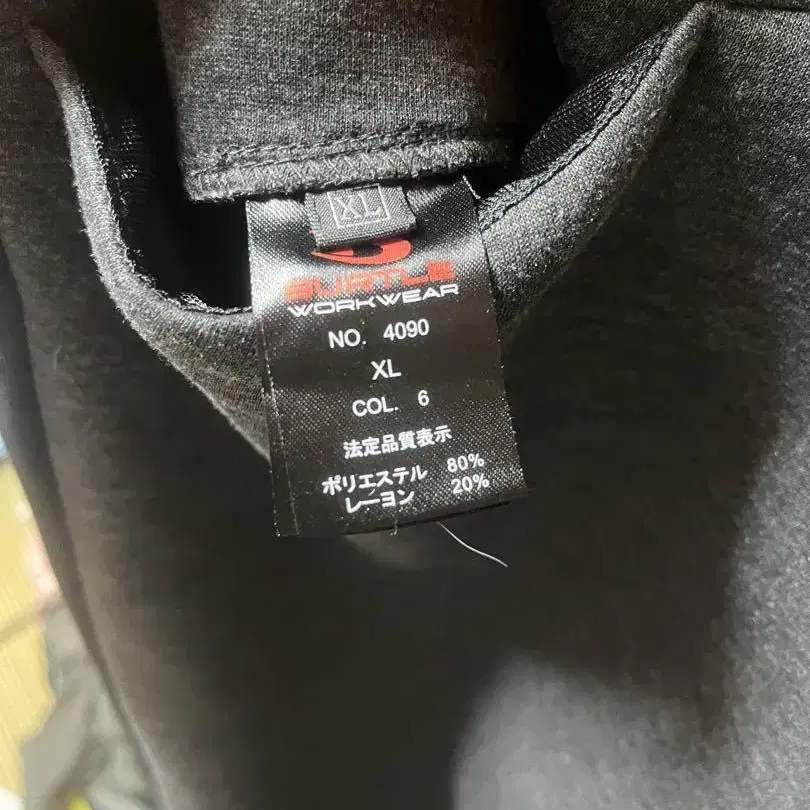 XL
BURTLE
WORKWEAR
NO. 4090
XL
COL. 6
法定品質表示
ポリエステル 80%
レーヨン 20%